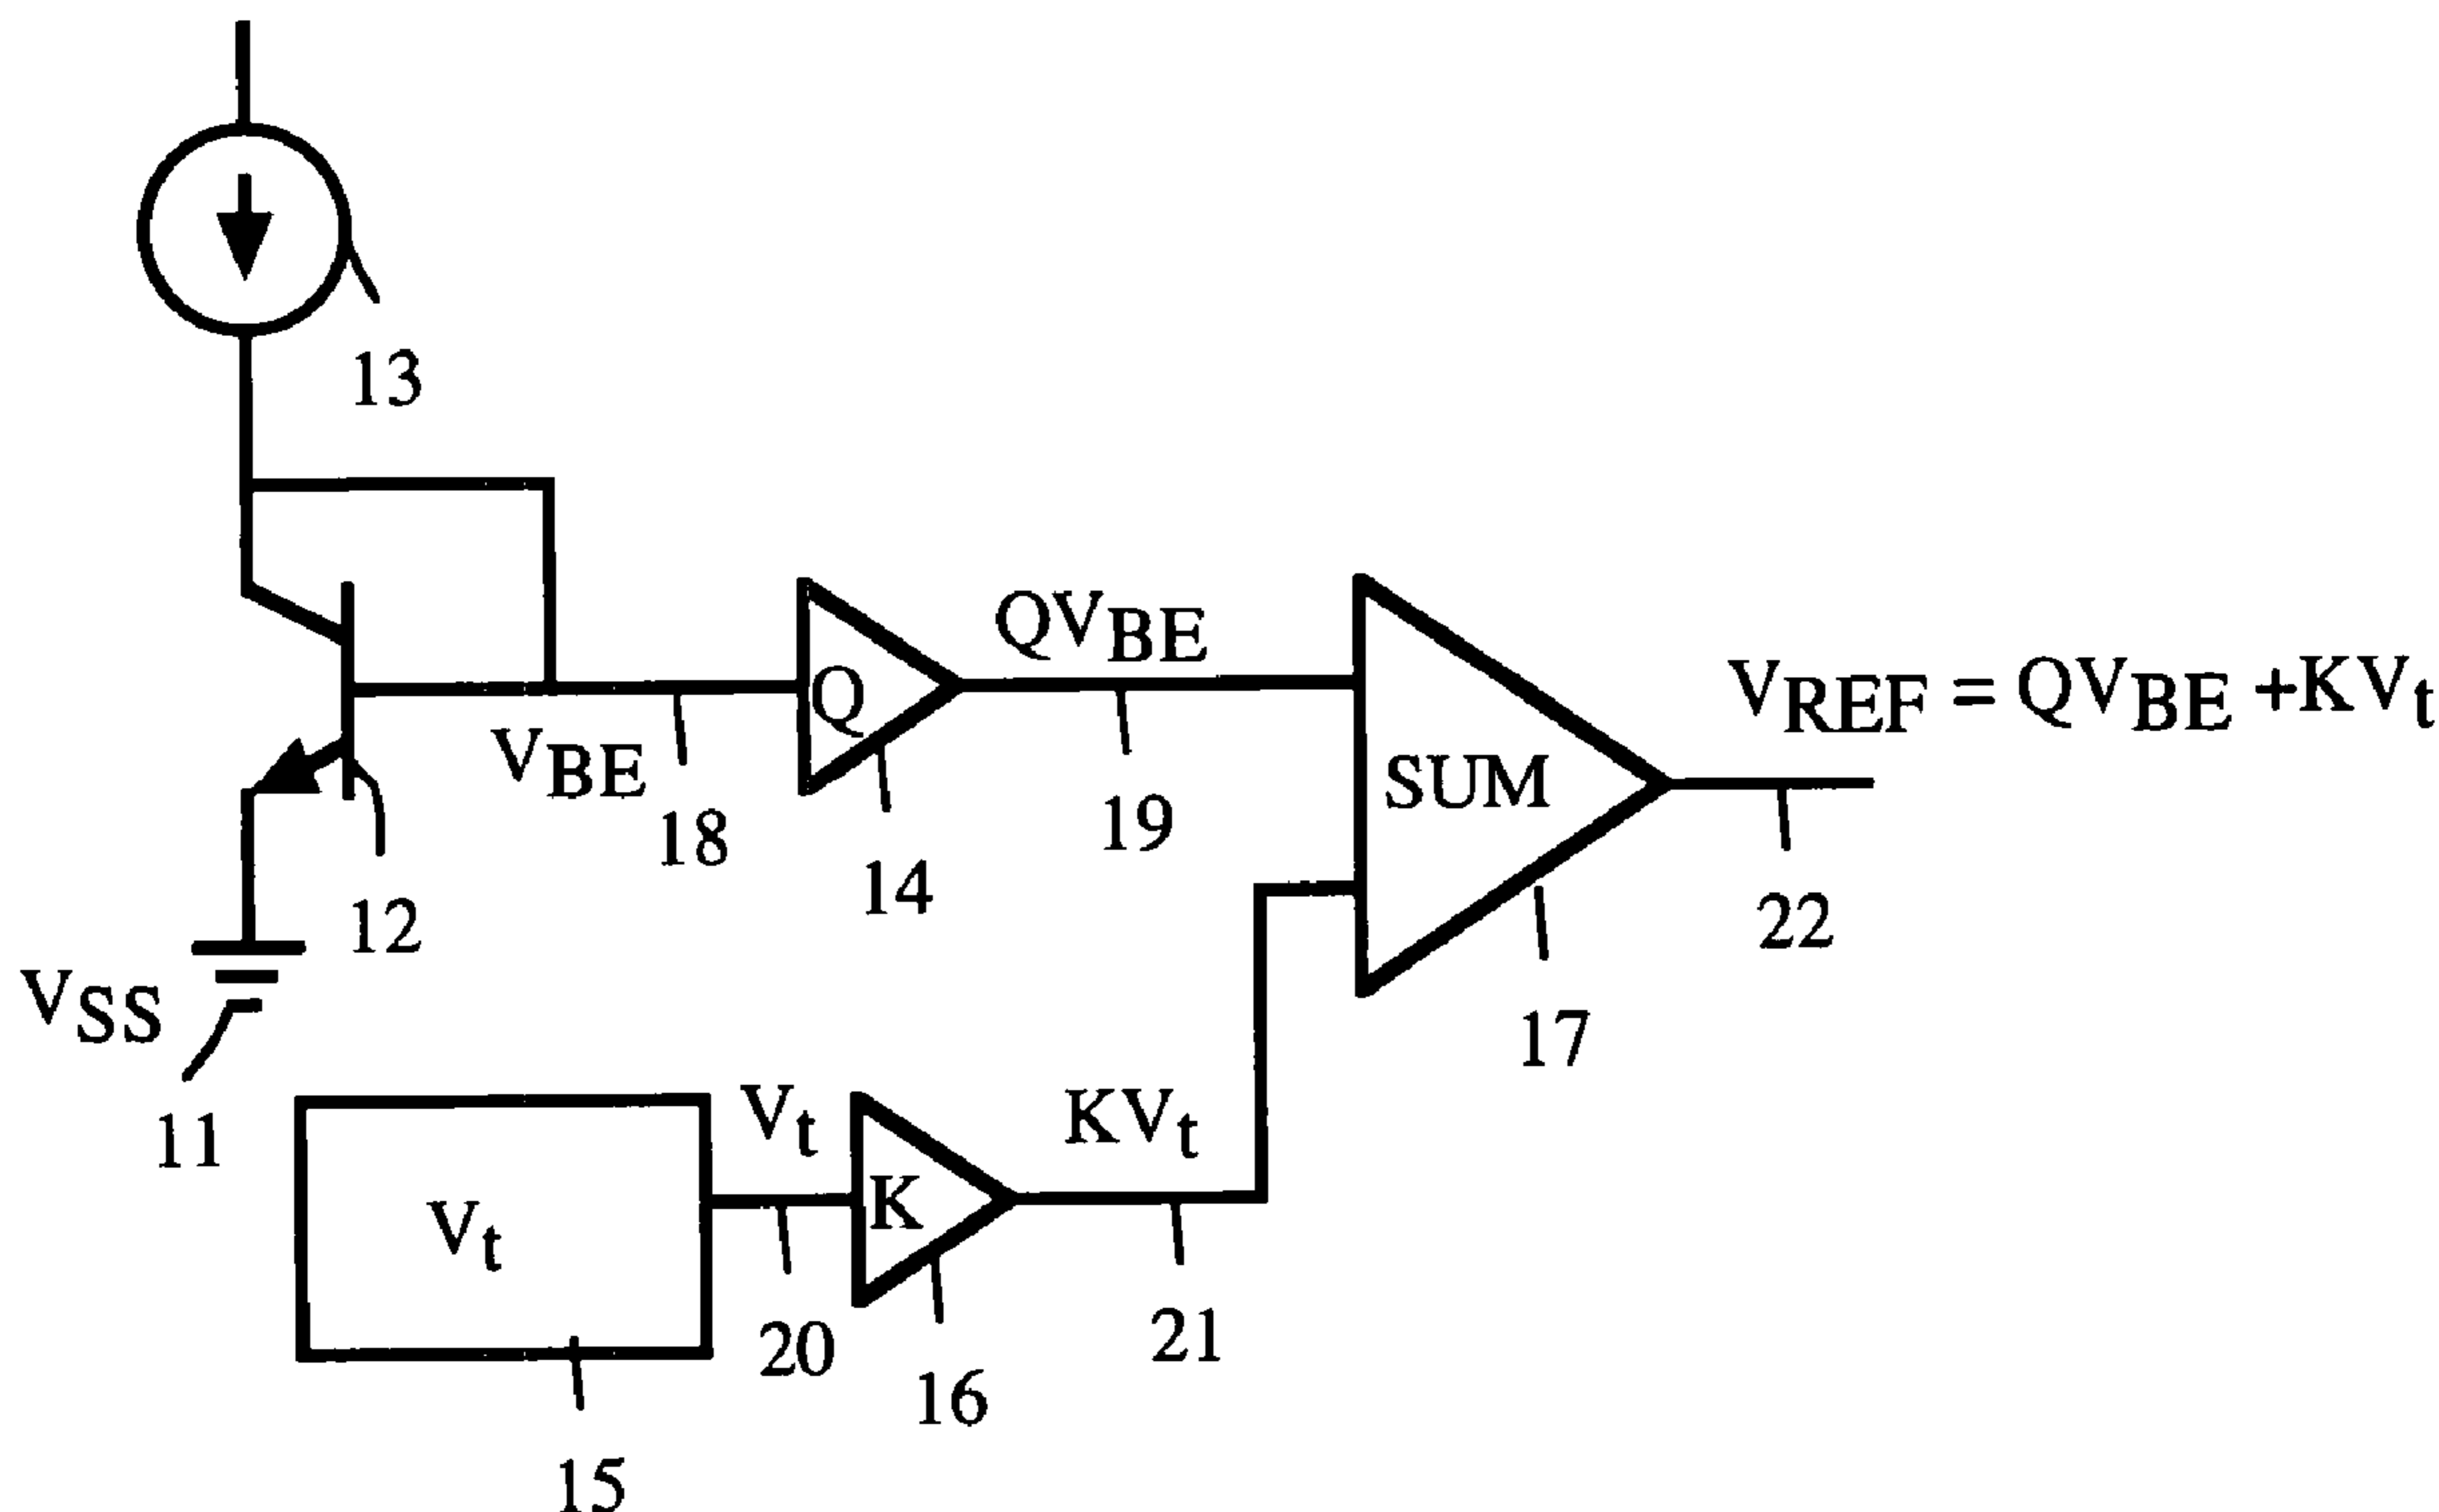 13
QVBE
VREF = QVBE +KVt
Q
VBE
SUM
18
19
14
22
12
VSS
17
11
Vt
KVt
K
Vt
20
21
16
15